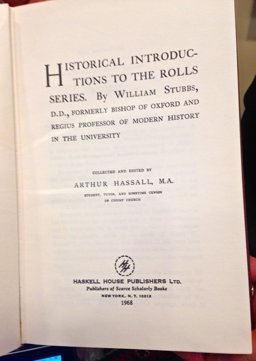 HISTORICAL INTRODUC-
TIONS TO THE ROLLS
SERIES. By WILLIAM STUBBS,
D.D., FORMERLY BISHOP OF OXFORD AND
REGIUS PROFESSOR OF MODERN HISTORY
IN THE UNIVERSITY
COLLECTED AND EDITED BY
ARTHUR HASSALL, M.A.
STUDENT, TUTOR, AND SOMETIME CENSOR
OF CHRIST CHURCH
HASKELL HOUSE PUBLISHERS LTD.
Publishers of Scarce Scholarly Books
NEW YORK, N. Y. 10012
1968